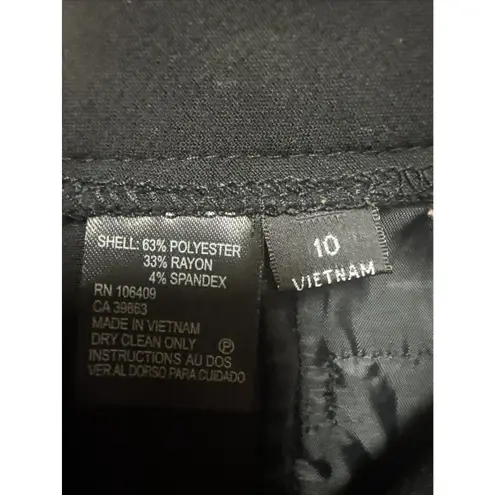 SHELL: 63% POLYESTER
33% RAYON
4% SPANDEX
RN 106409
CA 39863
MADE IN VIETNAM
DRY CLEAN ONLY Ⓟ
INSTRUCTIONS AU DOS
VER AL DORSO PARA CUIDADO
10
VIETNAM